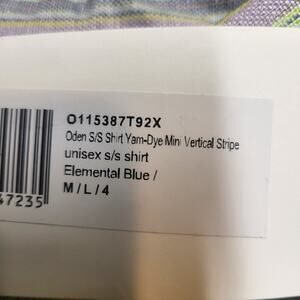 O115387T92X
Oden S/S Shirt Yarn-Dye Mini Vertical Stripe
unisex s/s shirt
Elemental Blue /
M / L / 4
47235